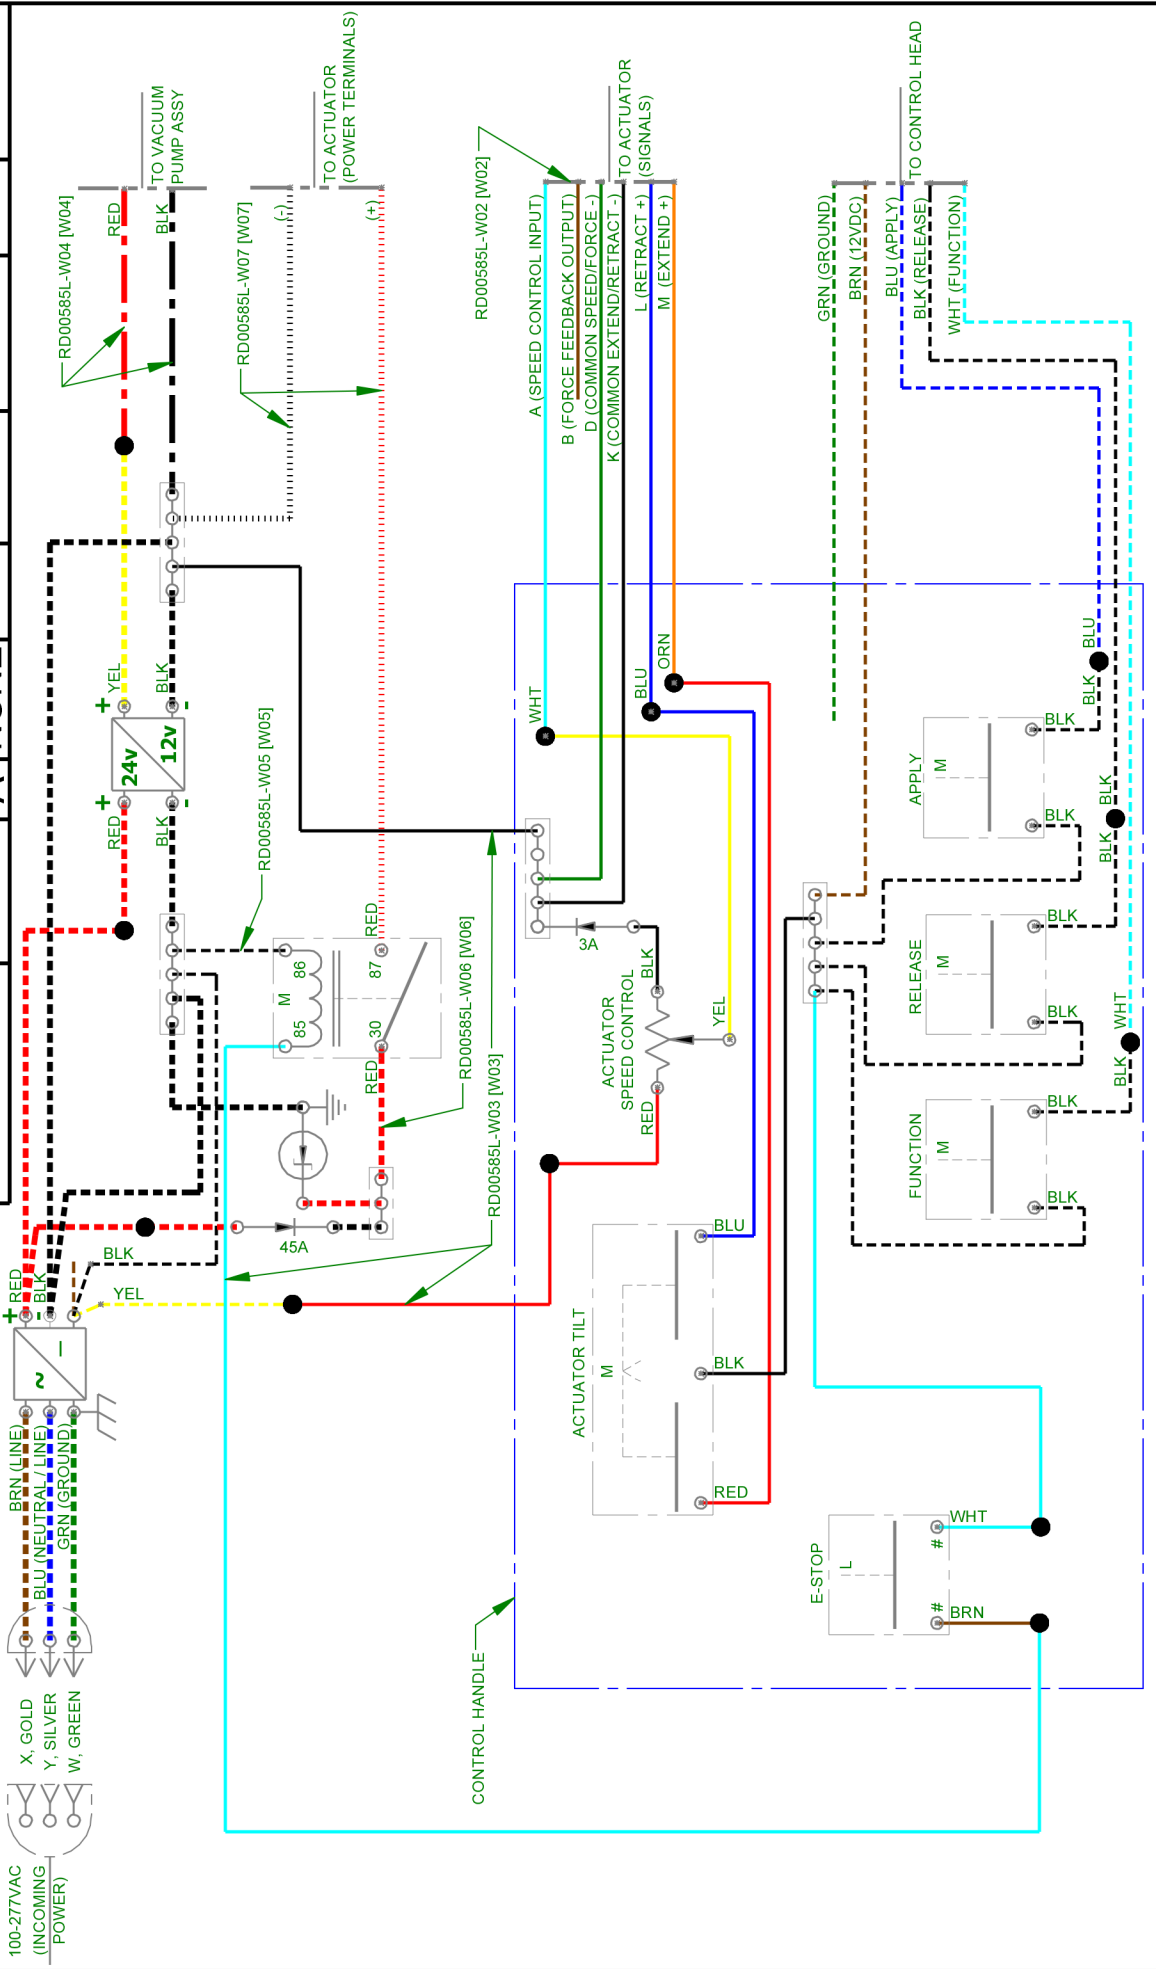 100-277VAC
(INCOMING
POWER)
X, GOLD
Y, SILVER
W, GREEN
BRN (LINE)
BLU (NEUTRAL / LINE)
GRN (GROUND)
~
+
-
RED
BLK
BLK
YEL
45A
RED
BLK
+
-
24v
12v
+
-
YEL
BLK
RD00585L-W05 [W05]
85
86
M
30
87
RED
RED
RD00585L-W06 [W06]
RD00585L-W03 [W03]
RD00585L-W04 [W04]
RED
BLK
TO VACUUM
PUMP ASSY
RD00585L-W07 [W07]
(-)
(+)
TO ACTUATOR
(POWER TERMINALS)
RD00585L-W02 [W02]
A (SPEED CONTROL INPUT)
B (FORCE FEEDBACK OUTPUT)
D (COMMON SPEED/FORCE -)
K (COMMON EXTEND/RETRACT -)
L (RETRACT +)
M (EXTEND +)
TO ACTUATOR
(SIGNALS)
WHT
BLU
ORN
3A
BLK
ACTUATOR
SPEED CONTROL
RED
YEL
CONTROL HANDLE
ACTUATOR TILT
M
BLU
BLK
RED
E-STOP
L
#
#
WHT
BRN
GRN (GROUND)
BRN (12VDC)
BLU (APPLY)
BLK (RELEASE)
WHT (FUNCTION)
TO CONTROL HEAD
APPLY
M
BLK
BLK
BLK
BLU
RELEASE
M
BLK
BLK
BLK
BLK
FUNCTION
M
BLK
BLK
BLK
WHT